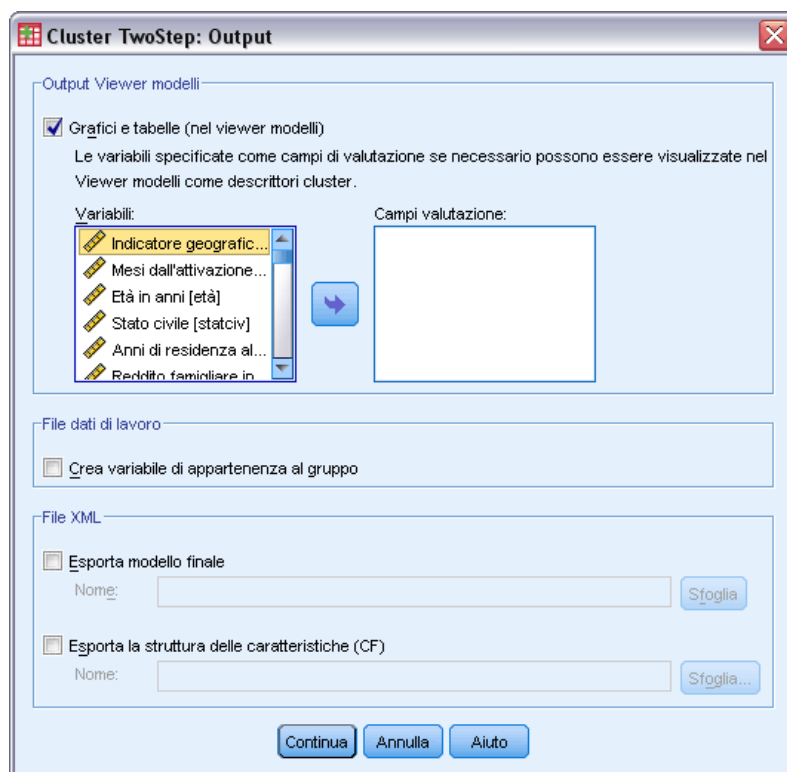 Cluster TwoStep: Output
Output Viewer modelli
Grafici e tabelle (nel viewer modelli)
Le variabili specificate come campi di valutazione se necessario possono essere visualizzate nel
Viewer modelli come descrittori cluster.
Variabili:
Campi valutazione:
Indicatore geografic...
Mesi dall'attivazione...
Età in anni [età]
Stato civile [statciv]
Anni di residenza al...
Reddito famigliare in
File dati di lavoro
Crea variabile di appartenenza al gruppo
File XML
Esporta modello finale
Nome:
Sfoglia
Esporta la struttura delle caratteristiche (CF)
Nome:
Sfoglia...
Continua
Annulla
Aiuto